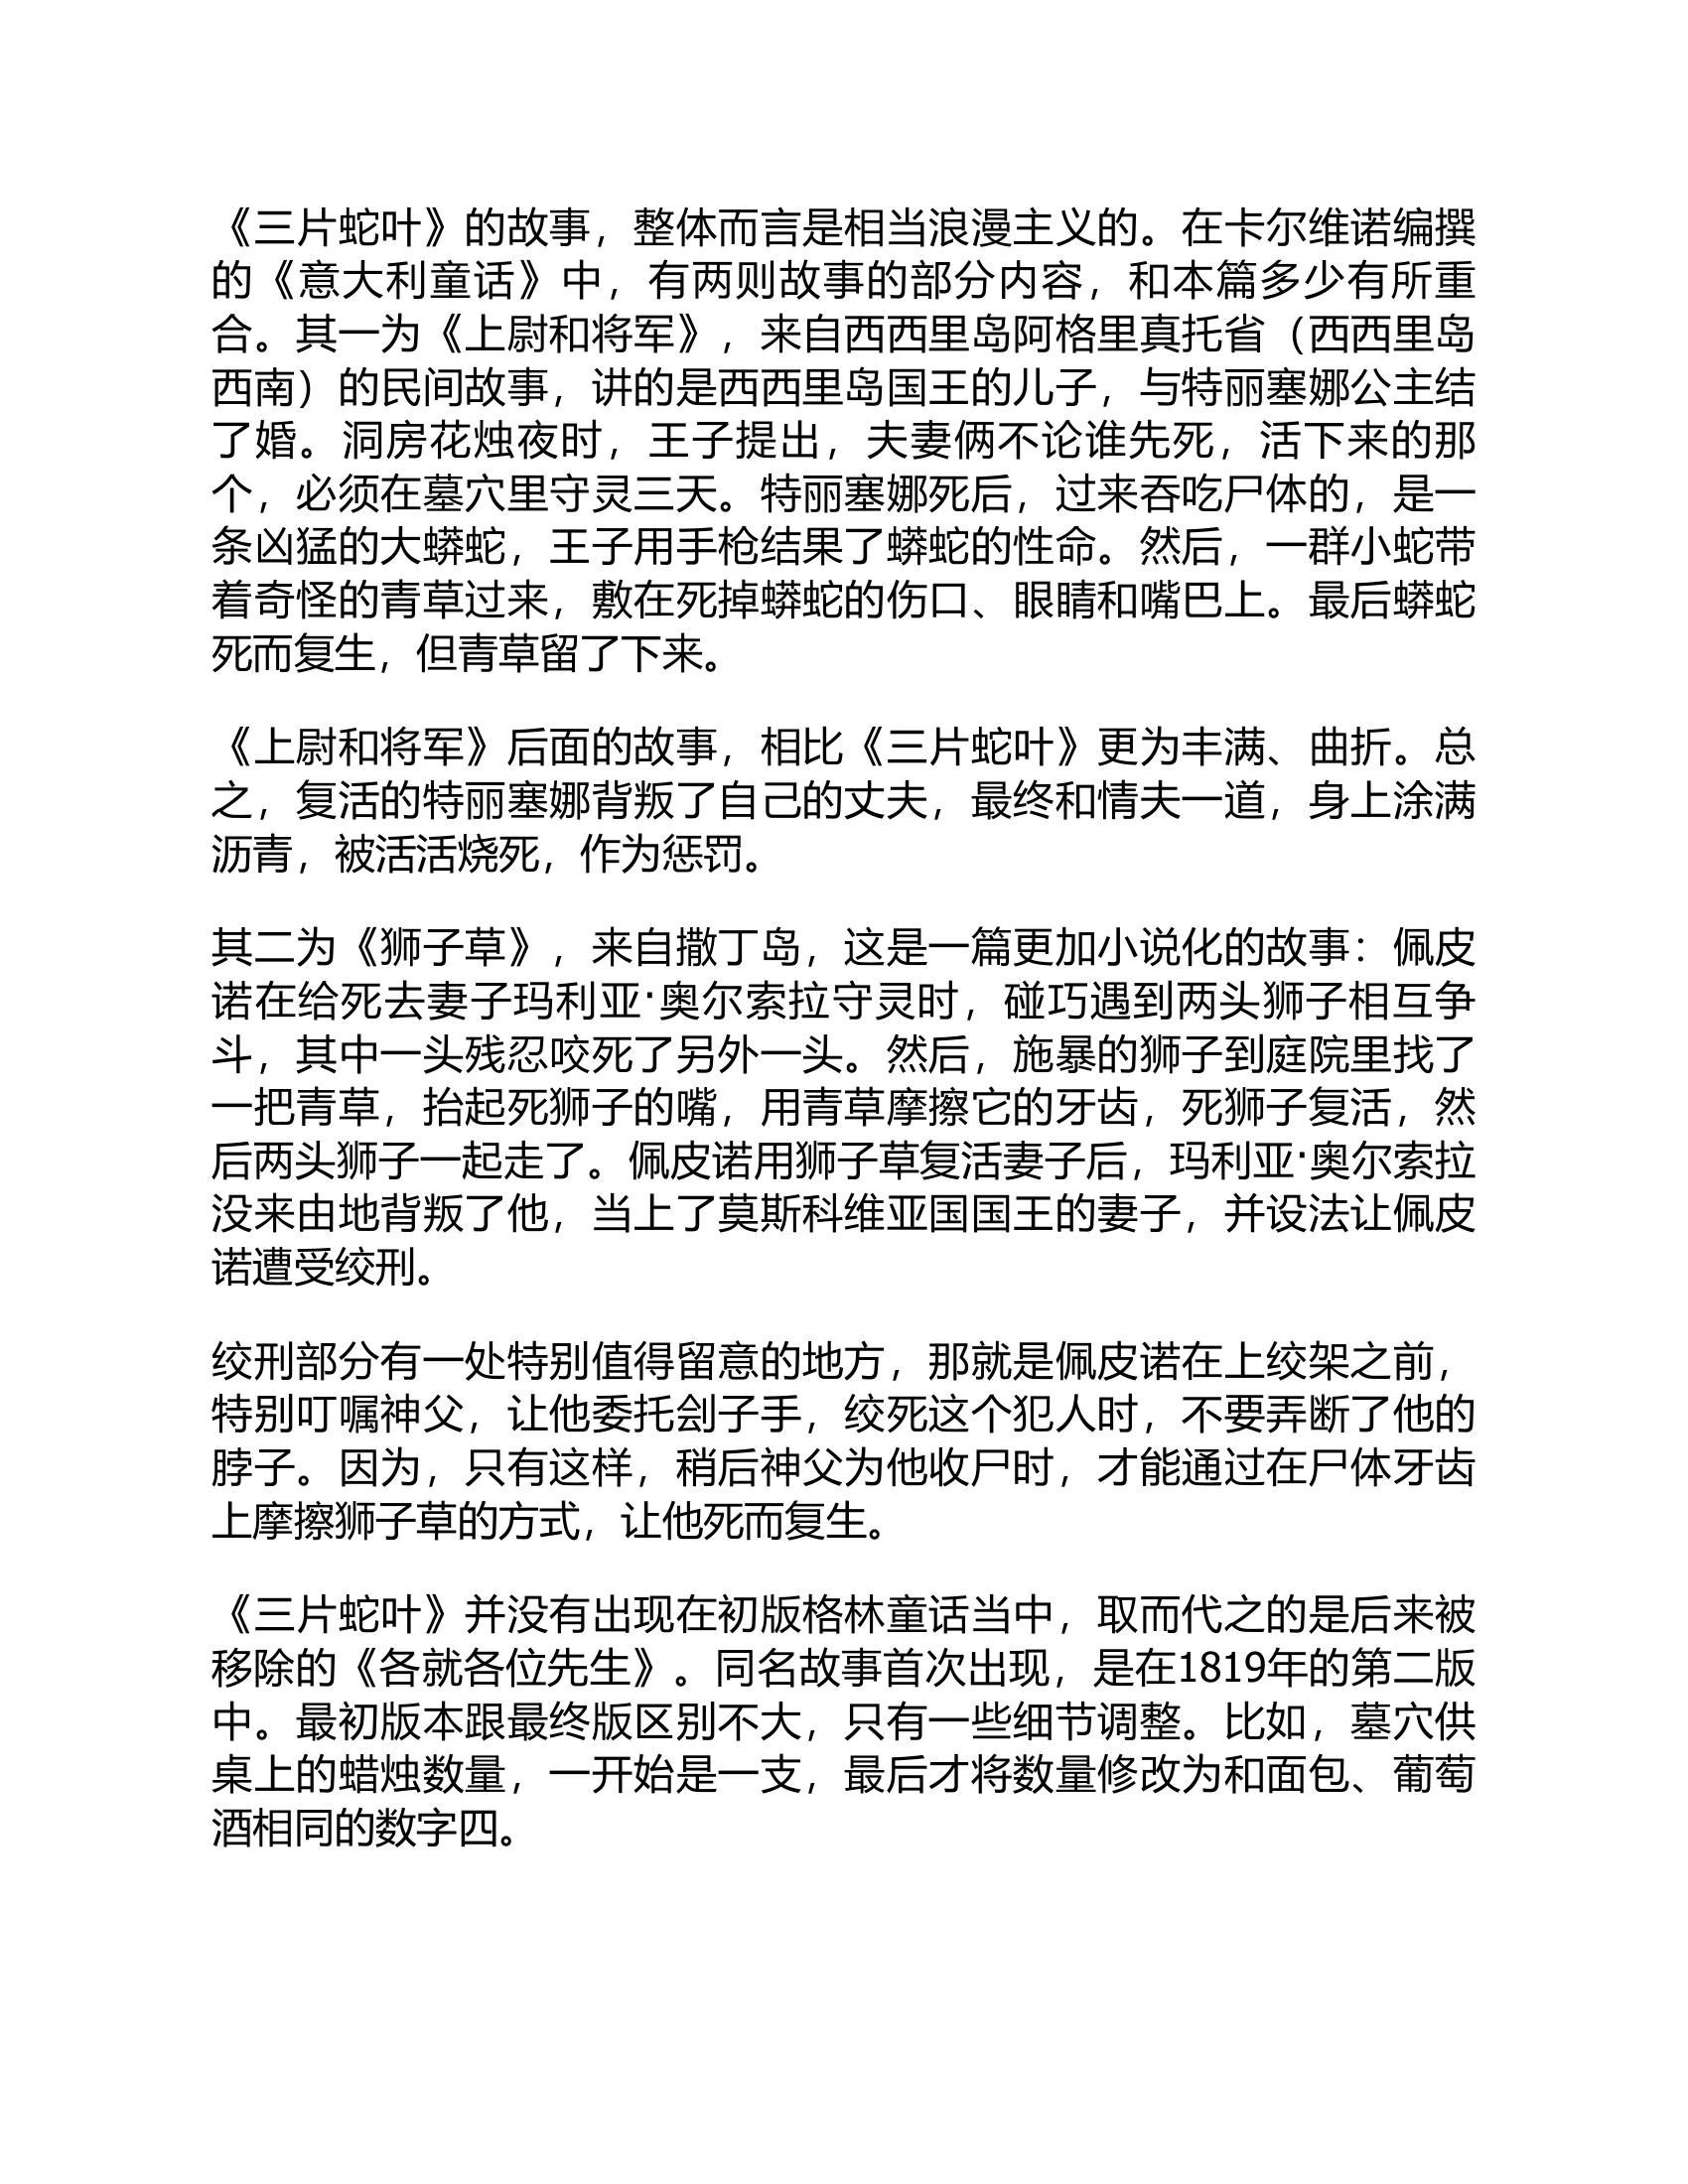 《三片蛇叶》的故事，整体而言是相当浪漫主义的。在卡尔维诺编撰
的《意大利童话》中，有两则故事的部分内容，和本篇多少有所重
合。其一为《上尉和将军》，来自西西里岛阿格里真托省（西西里岛
西南）的民间故事，讲的是西西里岛国王的儿子，与特丽塞娜公主结
了婚。洞房花烛夜时，王子提出，夫妻俩不论谁先死，活下来的那
个，必须在墓穴里守灵三天。特丽塞娜死后，过来吞吃尸体的，是一
条凶猛的大蟒蛇，王子用手枪结果了蟒蛇的性命。然后，一群小蛇带
着奇怪的青草过来，敷在死掉蟒蛇的伤口、眼睛和嘴巴上。最后蟒蛇
死而复生，但青草留了下来。
《上尉和将军》后面的故事，相比《三片蛇叶》更为丰满、曲折。总
之，复活的特丽塞娜背叛了自己的丈夫，最终和情夫一道，身上涂满
沥青，被活活烧死，作为惩罚。
其二为《狮子草》，来自撒丁岛，这是一篇更加小说化的故事：佩皮
诺在给死去妻子玛利亚·奥尔索拉守灵时，碰巧遇到两头狮子相互争
斗，其中一头残忍咬死了另外一头。然后，施暴的狮子到庭院里找了
一把青草，抬起死狮子的嘴，用青草摩擦它的牙齿，死狮子复活，然
后两头狮子一起走了。佩皮诺用狮子草复活妻子后，玛利亚·奥尔索拉
没来由地背叛了他，当上了莫斯科维亚国国王的妻子，并设法让佩皮
诺遭受绞刑。
绞刑部分有一处特别值得留意的地方，那就是佩皮诺在上绞架之前，
特别叮嘱神父，让他委托刽子手，绞死这个犯人时，不要弄断了他的
脖子。因为，只有这样，稍后神父为他收尸时，才能通过在尸体牙齿
上摩擦狮子草的方式，让他死而复生。
《三片蛇叶》并没有出现在初版格林童话当中，取而代之的是后来被
移除的《各就各位先生》。同名故事首次出现，是在1819年的第二版
中。最初版本跟最终版区别不大，只有一些细节调整。比如，墓穴供
桌上的蜡烛数量，一开始是一支，最后才将数量修改为和面包、葡萄
酒相同的数字四。